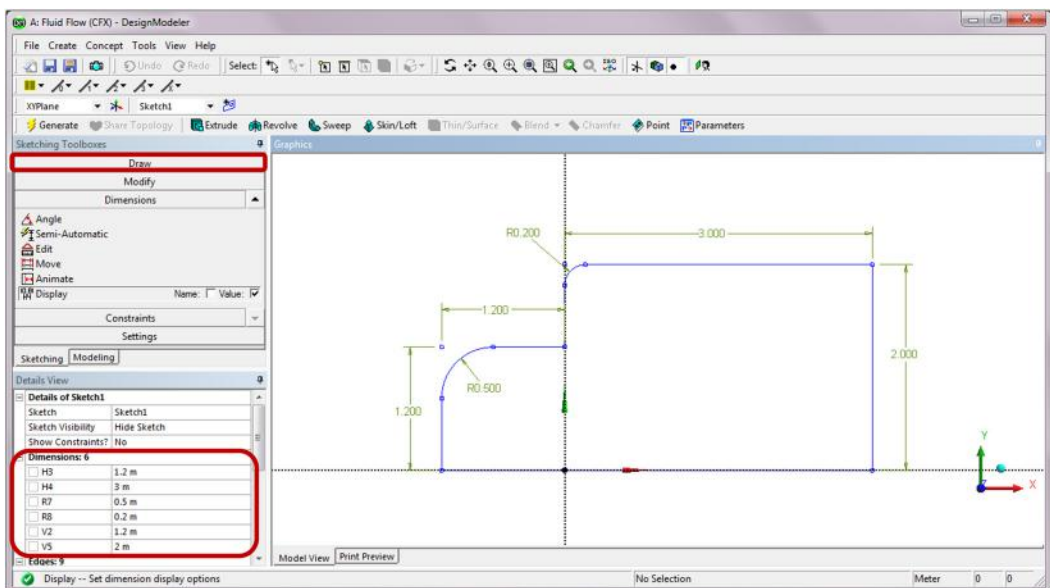 A: Fluid Flow (CFX) - DesignModeler
File Create Concept Tools View Help
Undo Redo Select:
XYPlane Sketch1
Generate Share Topology Extrude Revolve Sweep Skin/Loft Thin/Surface Blend Chamfer Point Parameters
Sketching Toolboxes
Draw
Modify
Dimensions
Angle
Semi-Automatic
Edit
Move
Animate
Display Name: Value:
Constraints
Settings
Sketching Modeling
Details View
Details of Sketch1
Sketch Sketch1
Sketch Visibility Hide Sketch
Show Constraints? No
Dimensions: 6
H3 1.2 m
H4 3 m
R7 0.5 m
R8 0.2 m
V2 1.2 m
V5 2 m
Edges: 9
Graphics
R0.200
3.000
1.200
2.000
R0.500
1.200
Y
Z
X
Model View Print Preview
Display -- Set dimension display options No Selection Meter 0 0